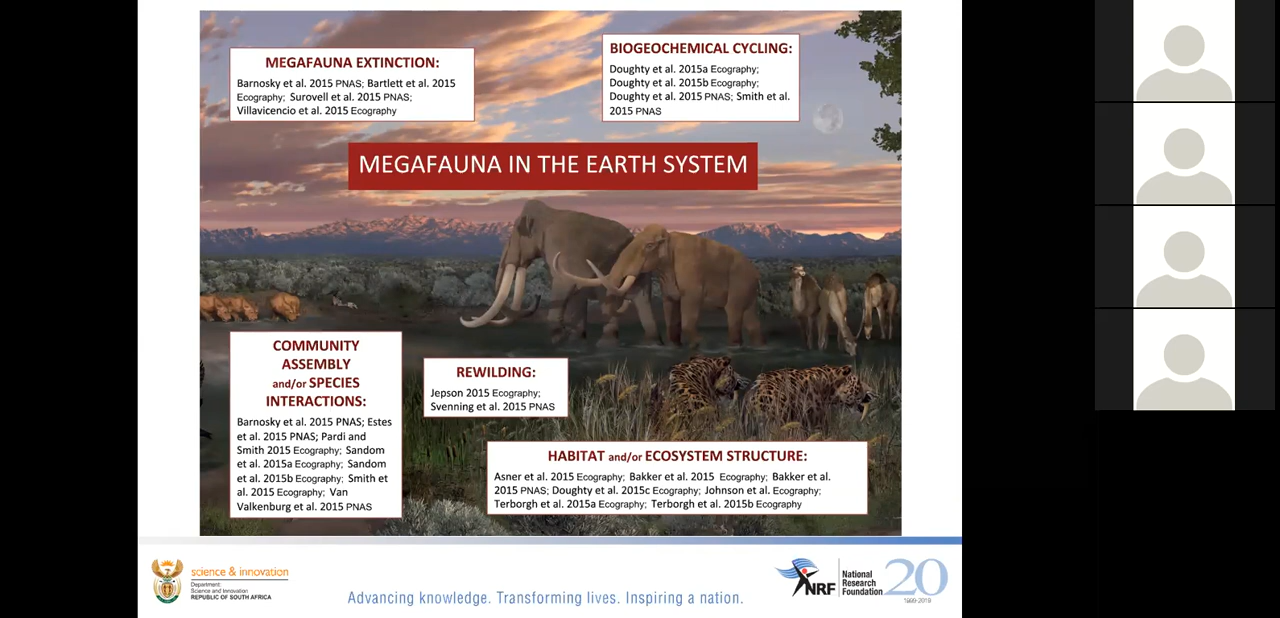 MEGAFAUNA EXTINCTION:
Barnosky et al. 2015 PNAS; Bartlett et al. 2015
Ecography; Surovell et al. 2015 PNAS;
Villavicencio et al. 2015 Ecography
BIOGEOCHEMICAL CYCLING:
Doughty et al. 2015a Ecography;
Doughty et al. 2015b Ecography;
Doughty et al. 2015 PNAS; Smith et al.
2015 PNAS
MEGAFAUNA IN THE EARTH SYSTEM
COMMUNITY
ASSEMBLY
and/or SPECIES
INTERACTIONS:
Barnosky et al. 2015 PNAS; Estes
et al. 2015 PNAS; Pardi and
Smith 2015 Ecography; Sandom
et al. 2015a Ecography; Sandom
et al. 2015b Ecography; Smith et
al. 2015 Ecography; Van
Valkenburg et al. 2015 PNAS
REWILDING:
Jepson 2015 Ecography;
Svenning et al. 2015 PNAS
HABITAT and/or ECOSYSTEM STRUCTURE:
Asner et al. 2015 Ecography; Bakker et al. 2015 Ecography; Bakker et al.
2015 PNAS; Doughty et al. 2015c Ecography; Johnson et al. Ecography;
Terborgh et al. 2015a Ecography; Terborgh et al. 2015b Ecography
science & innovation
Department:
Science and Innovation
REPUBLIC OF SOUTH AFRICA
Advancing knowledge. Transforming lives. Inspiring a nation.
NRF
National
Research
Foundation
20
1999-2019